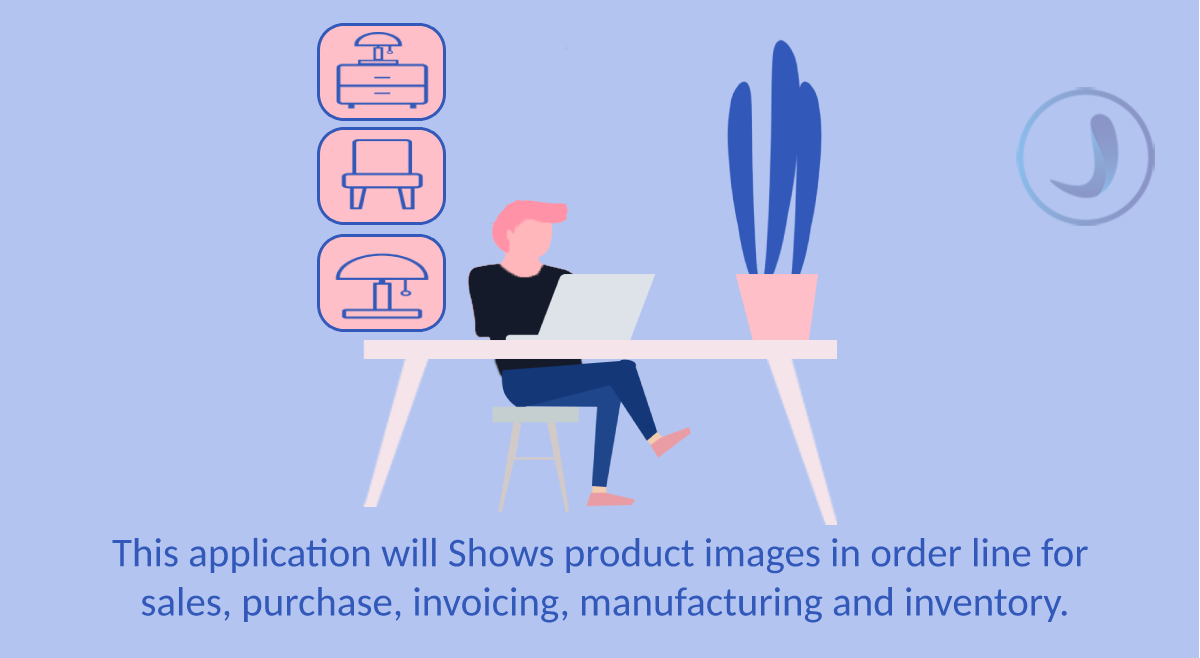 This application will Shows product images in order line for
sales, purchase, invoicing, manufacturing and inventory.